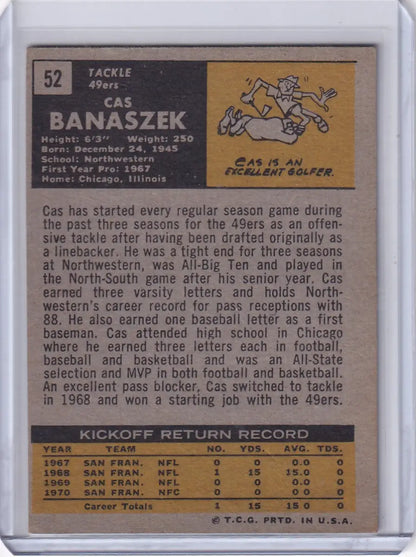 52
TACKLE
49ers
CAS
BANASZEK
Height: 6'3" Weight: 250
Born: December 24, 1945
School: Northwestern
First Year Pro: 1967
Home: Chicago, Illinois
CAS IS AN
EXCELLENT GOLFER.
Cas has started every regular season game during
the past three seasons for the 49ers as an offen-
sive tackle after having been drafted originally as
a linebacker. He was a tight end for three seasons
at Northwestern, was All-Big Ten and played in
the North-South game after his senior year. Cas
earned three varsity letters and holds North-
western's career record for pass receptions with
88. He also earned one baseball letter as a first
baseman. Cas attended high school in Chicago
where he earned three letters each in football,
baseball and basketball and was an All-State
selection and MVP in both football and basketball.
An excellent pass blocker, Cas switched to tackle
in 1968 and won a starting job with the 49ers.
KICKOFF RETURN RECORD
YEAR TEAM NO. YDS. AVG. TDS.
1967 SAN FRAN. NFL 0 0 0 0
1968 SAN FRAN. NFL 1 15 15.0 0
1969 SAN FRAN. NFL 0 0 0 0
1970 SAN FRAN. NFC 0 0 0 0
Career Totals 1 15 15.0 0
© T.C.G. PRTD. IN U.S.A.